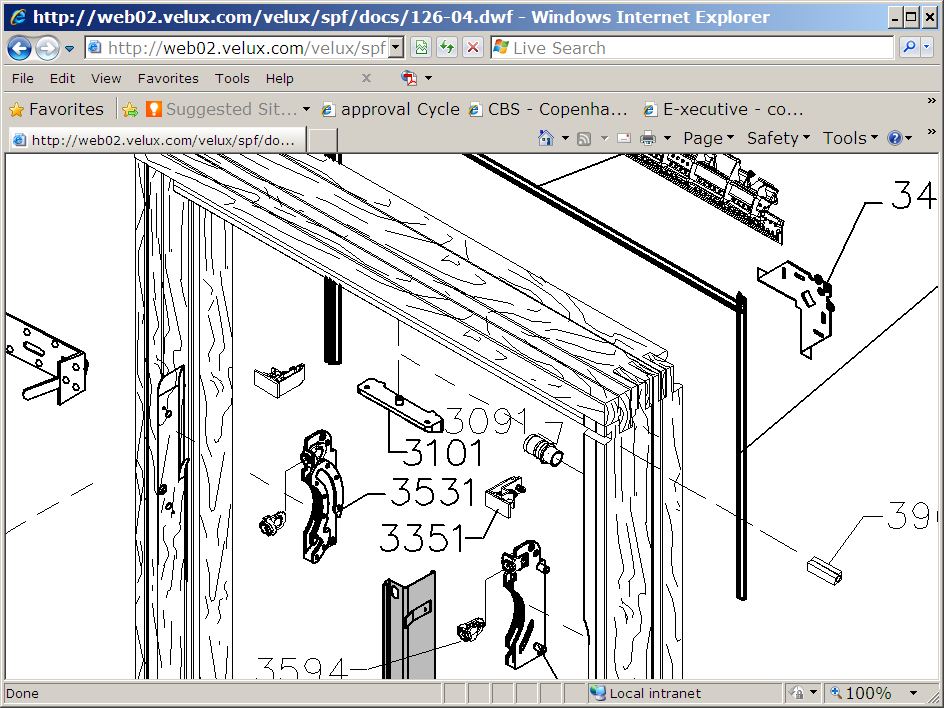 http://web02.velux.com/velux/spf/docs/126-04.dwf - Windows Internet Explorer
http://web02.velux.com/velux/spf
Live Search
File Edit View Favorites Tools Help x
Favorites Suggested Sit... approval Cycle CBS - Copenha... E-xecutive - co... »
http://web02.velux.com/velux/spf/do... Page Safety Tools »
34
3091
3101
3531
3351
39
3594
Done Local intranet 100%